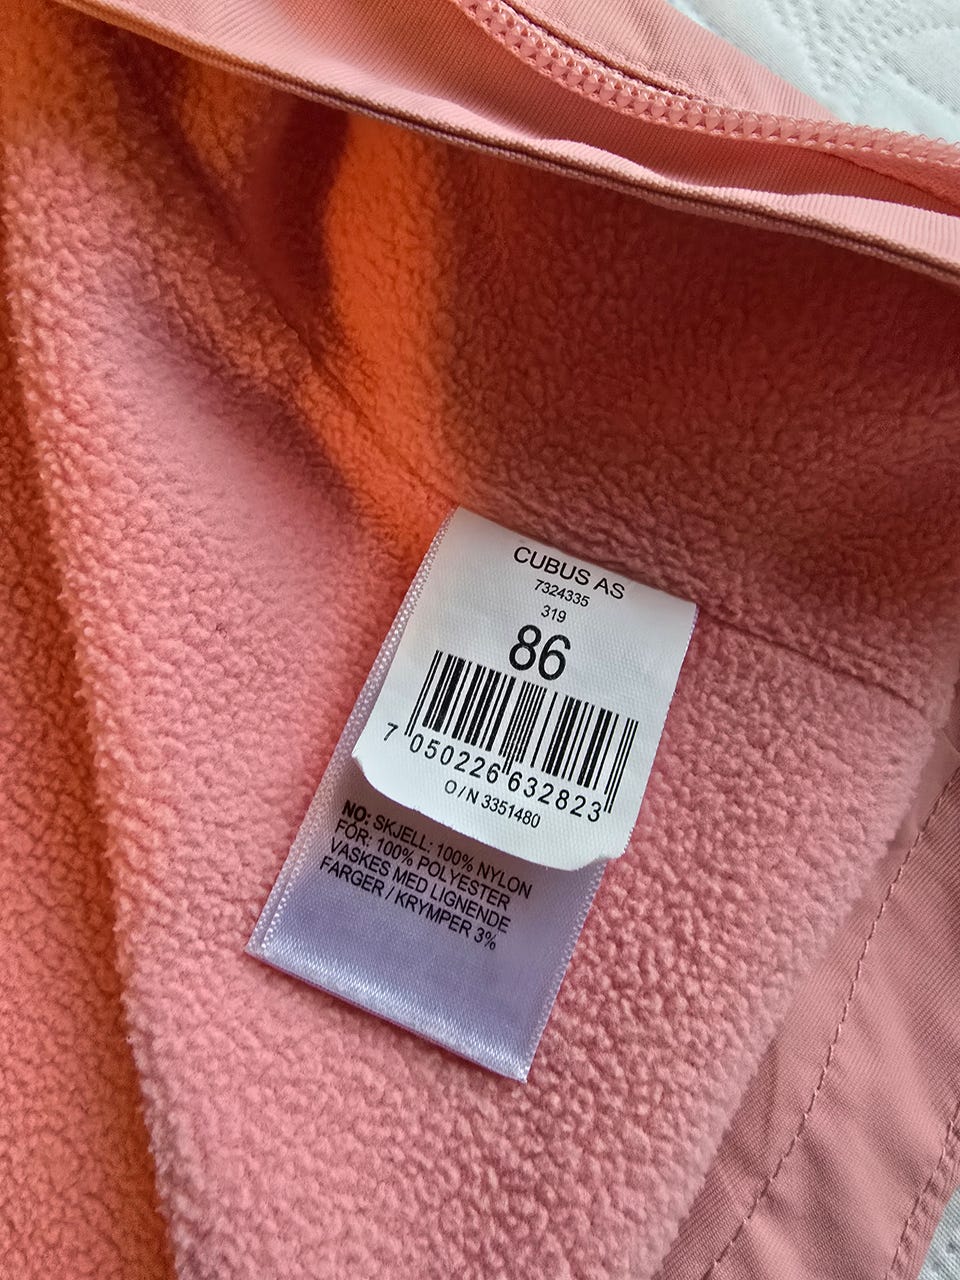 CUBUS AS
7324335
319
86
7 050226 632823
O / N 3351480
NO: SKJELL: 100% NYLON
FÔR: 100% POLYESTER
VASKES MED LIGNENDE
FARGER / KRYMPER 3%